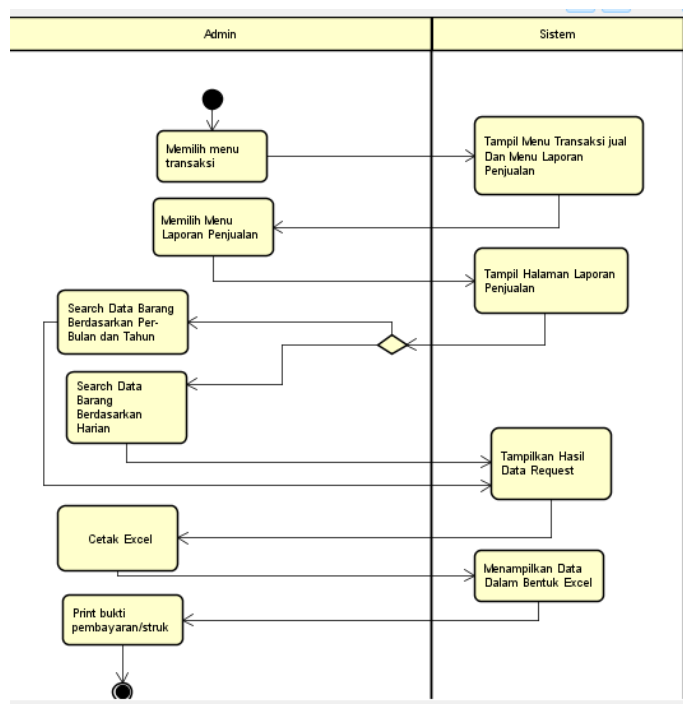 Admin
Sistem
Memilih menu
transaksi
Tampil Menu Transaksi jual
Dan Menu Laporan
Penjualan
Memilih Menu
Laporan Penjualan
Tampil Halaman Laporan
Penjualan
Search Data Barang
Berdasarkan Per-
Bulan dan Tahun
Search Data
Barang
Berdasarkan
Harian
Tampilkan Hasil
Data Request
Cetak Excel
Menampilkan Data
Dalam Bentuk Excel
Print bukti
pembayaran/struk